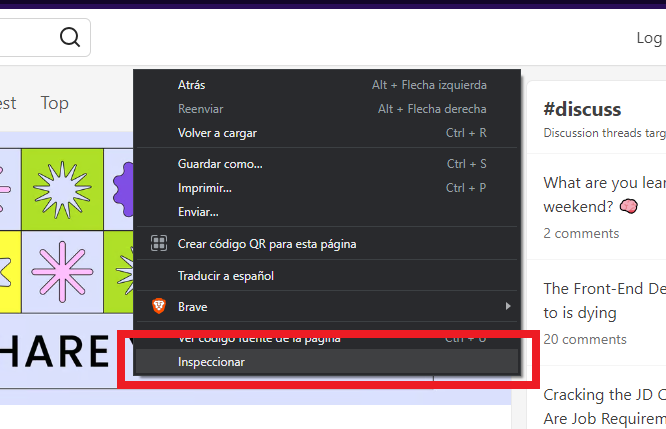 Log
est Top
Atrás Alt + Flecha izquierda
Reenviar Alt + Flecha derecha
Volver a cargar Ctrl + R
Guardar como... Ctrl + S
Imprimir... Ctrl + P
Enviar...
Crear código QR para esta página
Traducir a español
Brave
Ver código fuente de la página Ctrl + U
Inspeccionar
HARE
#discuss
Discussion threads targ
What are you lear
weekend? 🧠
2 comments
The Front-End De
to is dying
20 comments
Cracking the JD C
Are Job Requirem